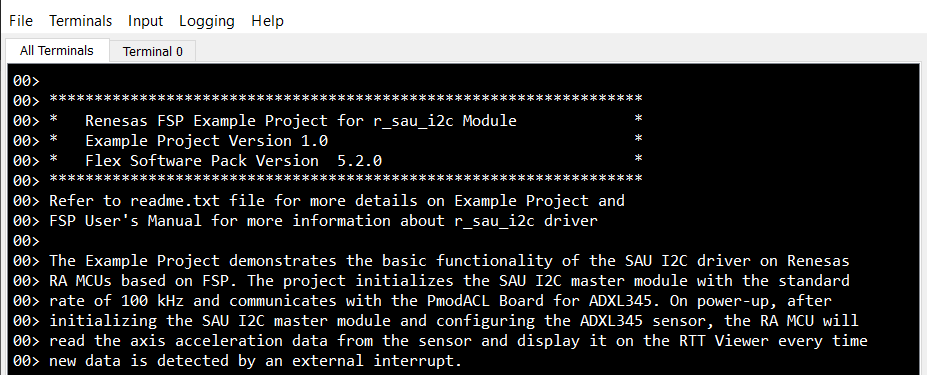 File Terminals Input Logging Help
All Terminals Terminal 0
00>
00> ******************************************************************
00> *   Renesas FSP Example Project for r_sau_i2c Module             *
00> *   Example Project Version 1.0                                  *
00> *   Flex Software Pack Version  5.2.0                            *
00> ******************************************************************
00> Refer to readme.txt file for more details on Example Project and
00> FSP User's Manual for more information about r_sau_i2c driver
00>
00> The Example Project demonstrates the basic functionality of the SAU I2C driver on Renesas
00> RA MCUs based on FSP. The project initializes the SAU I2C master module with the standard
00> rate of 100 kHz and communicates with the PmodACL Board for ADXL345. On power-up, after
00> initializing the SAU I2C master module and configuring the ADXL345 sensor, the RA MCU will
00> read the axis acceleration data from the sensor and display it on the RTT Viewer every time
00> new data is detected by an external interrupt.